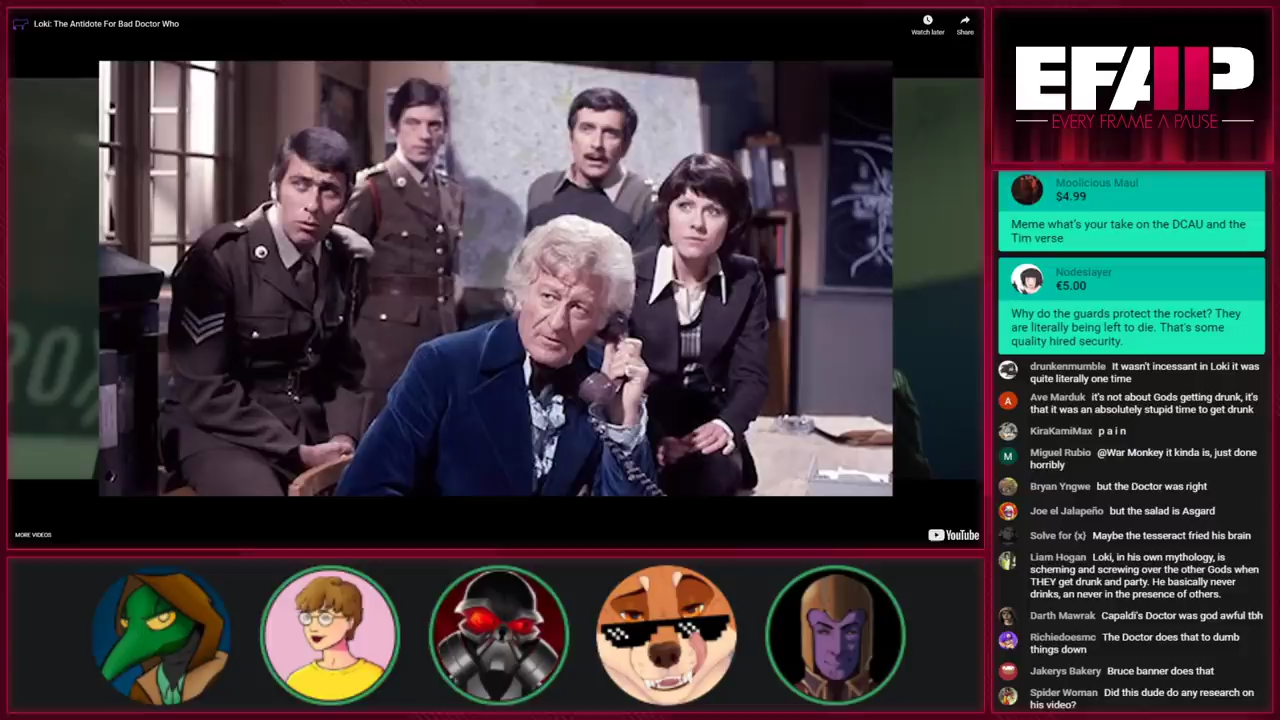 Loki: The Antidote For Bad Doctor Who
Watch later
Share
MORE VIDEOS
YouTube
EFAP
EVERY FRAME A PAUSE
Moolicious Maul
$4.99
Meme what's your take on the DCAU and the
Tim verse
Nodeslayer
€5.00
Why do the guards protect the rocket? They
are literally being left to die. That's some
quality hired security.
drunkenmumble It wasn't incessant in Loki it was
quite literally one time
A
Ave Marduk it's not about Gods getting drunk, it's
that it was an absolutely stupid time to get drunk
KiraKamiMax p a i n
M
Miguel Rubio @War Monkey it kinda is, just done
horribly
Bryan Yngwe but the Doctor was right
Joe el Jalapeño but the salad is Asgard
Solve for {x} Maybe the tesseract fried his brain
Liam Hogan Loki, in his own mythology, is
scheming and screwing over the other Gods when
THEY get drunk and party. He basically never
drinks, an never in the presence of others.
Darth Mawrak Capaldi's Doctor was god awful tbh
Richiedoesmc The Doctor does that to dumb
things down
Jakerys Bakery Bruce banner does that
Spider Woman Did this dude do any research on
his video?